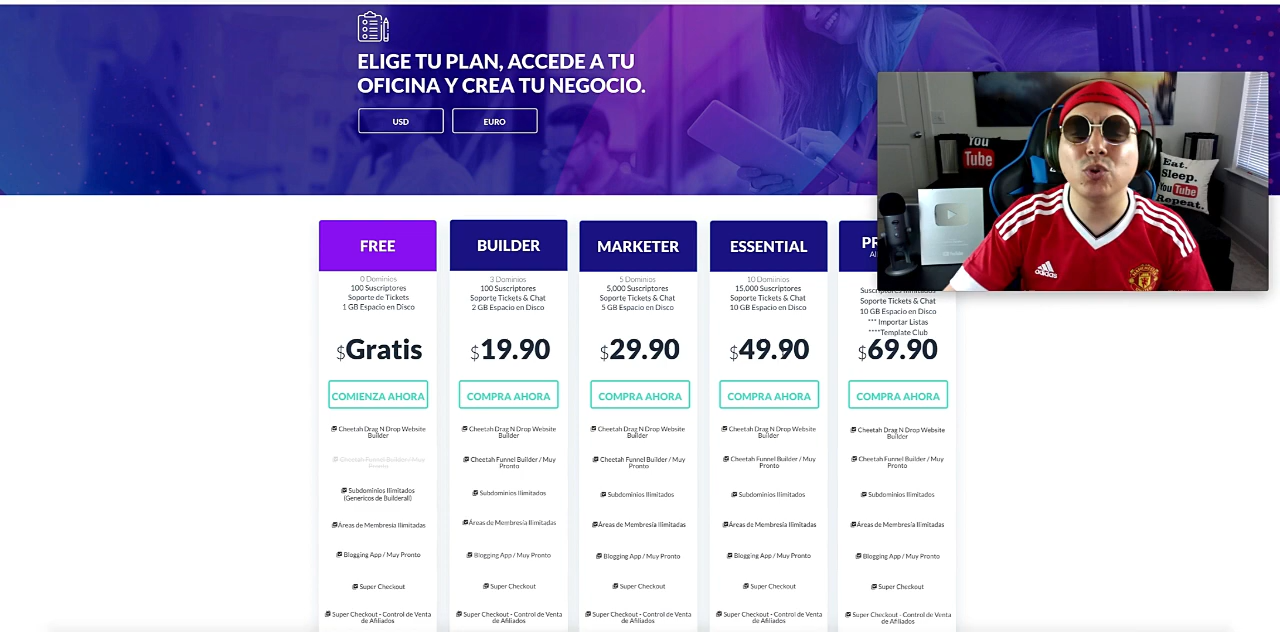 ELIGE TU PLAN, ACCEDE A TU
OFICINA Y CREA TU NEGOCIO.
USD
EURO
You
Tube
Eat.
Sleep.
YouTube
Repeat.
adidas
FREE
0 Dominios
100 Suscriptores
Soporte de Tickets
1 GB Espacio en Disco
$Gratis
COMIENZA AHORA
Cheetah Drag N Drop Website
Builder
Cheetah Funnel Builder / Muy
Pronto
Subdominios Ilimitados
(Genericos de Builderall)
Áreas de Membresía Ilimitadas
Blogging App / Muy Pronto
Super Checkout
Super Checkout - Control de Venta
de Afiliados
BUILDER
3 Dominios
100 Suscriptores
Soporte Tickets & Chat
2 GB Espacio en Disco
$19.90
COMPRA AHORA
Cheetah Drag N Drop Website
Builder
Cheetah Funnel Builder / Muy
Pronto
Subdominios Ilimitados
Áreas de Membresía Ilimitadas
Blogging App / Muy Pronto
Super Checkout
Super Checkout - Control de Venta
de Afiliados
MARKETER
5 Dominios
5,000 Suscriptores
Soporte Tickets & Chat
5 GB Espacio en Disco
$29.90
COMPRA AHORA
Cheetah Drag N Drop Website
Builder
Cheetah Funnel Builder / Muy
Pronto
Subdominios Ilimitados
Áreas de Membresía Ilimitadas
Blogging App / Muy Pronto
Super Checkout
Super Checkout - Control de Venta
de Afiliados
ESSENTIAL
10 Dominios
15,000 Suscriptores
Soporte Tickets & Chat
10 GB Espacio en Disco
$49.90
COMPRA AHORA
Cheetah Drag N Drop Website
Builder
Cheetah Funnel Builder / Muy
Pronto
Subdominios Ilimitados
Áreas de Membresía Ilimitadas
Blogging App / Muy Pronto
Super Checkout
Super Checkout - Control de Venta
de Afiliados
PR
Soporte Tickets & Chat
10 GB Espacio en Disco
*** Importar Listas
****Template Club
$69.90
COMPRA AHORA
Cheetah Drag N Drop Website
Builder
Cheetah Funnel Builder / Muy
Pronto
Subdominios Ilimitados
Áreas de Membresía Ilimitadas
Blogging App / Muy Pronto
Super Checkout
Super Checkout - Control de Venta
de Afiliados